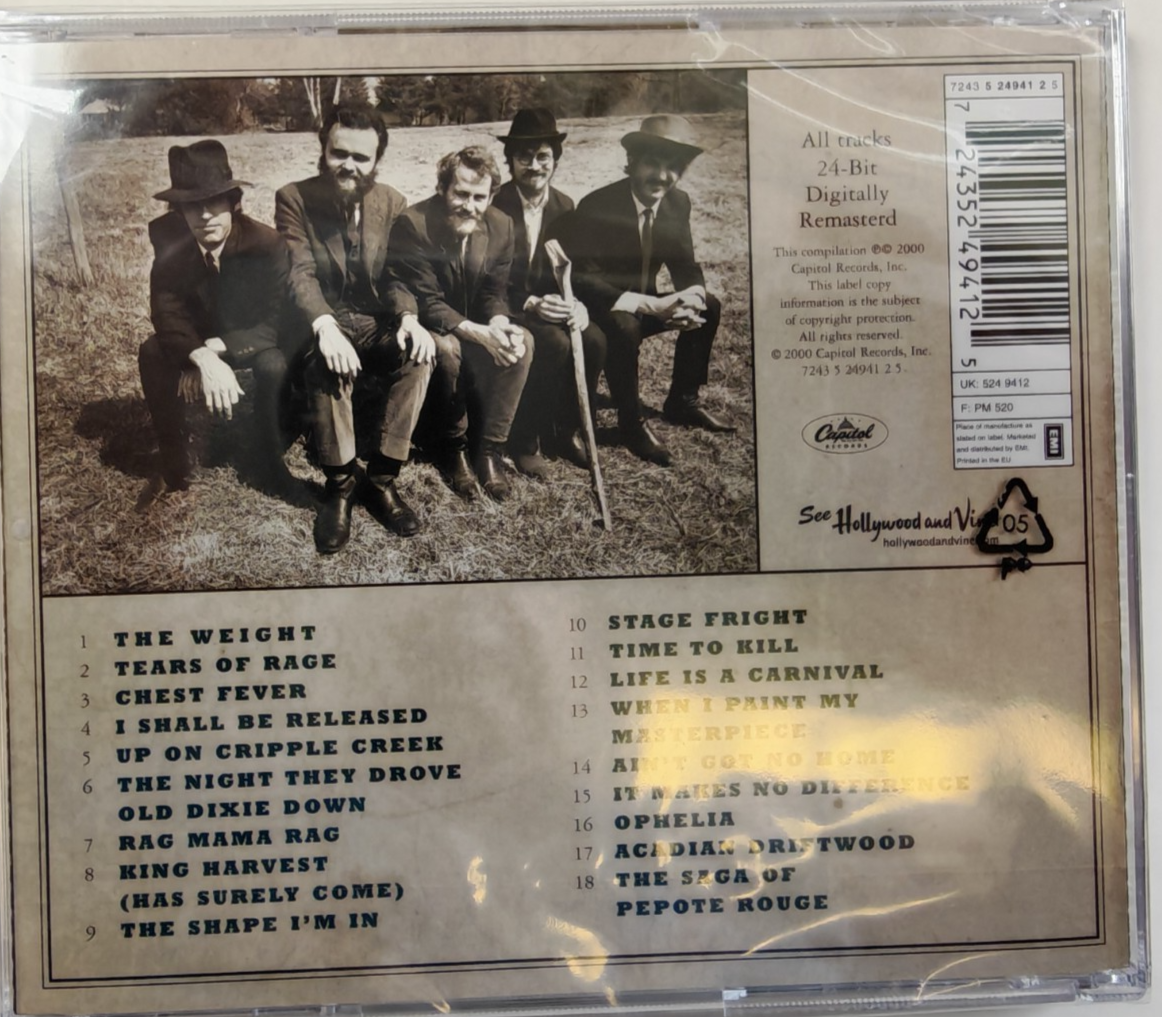 All tracks
24-Bit
Digitally
Remasterd
This compilation ℗© 2000
Capitol Records, Inc.
This label copy
information is the subject
of copyright protection.
All rights reserved.
© 2000 Capitol Records, Inc.
7243 5 24941 2 5.
Capitol
RECORDS
See Hollywood and
7243 5 24941 2 5
7 24352 49412 5
UK: 524 9412
F: PM 520
Place of manufacture as
stated on label. Marketed
and distributed by EMI.
Printed in the EU
EMI
05
1 THE WEIGHT
2 TEARS OF RAGE
3 CHEST FEVER
4 I SHALL BE RELEASED
5 UP ON CRIPPLE CREEK
6 THE NIGHT THEY DROVE
OLD DIXIE DOWN
7 RAG MAMA RAG
8 KING HARVEST
(HAS SURELY COME)
9 THE SHAPE I'M IN
10 STAGE FRIGHT
11 TIME TO KILL
12 LIFE IS A CARNIVAL
13 WHEN I PAINT MY
MASTERPIECE
14 AIN'T GOT NO HOME
15 IT MAKES NO DIFFERENCE
16 OPHELIA
17 ACADIAN DRIFTWOOD
18 THE SAGA OF
PEPOTE ROUGE